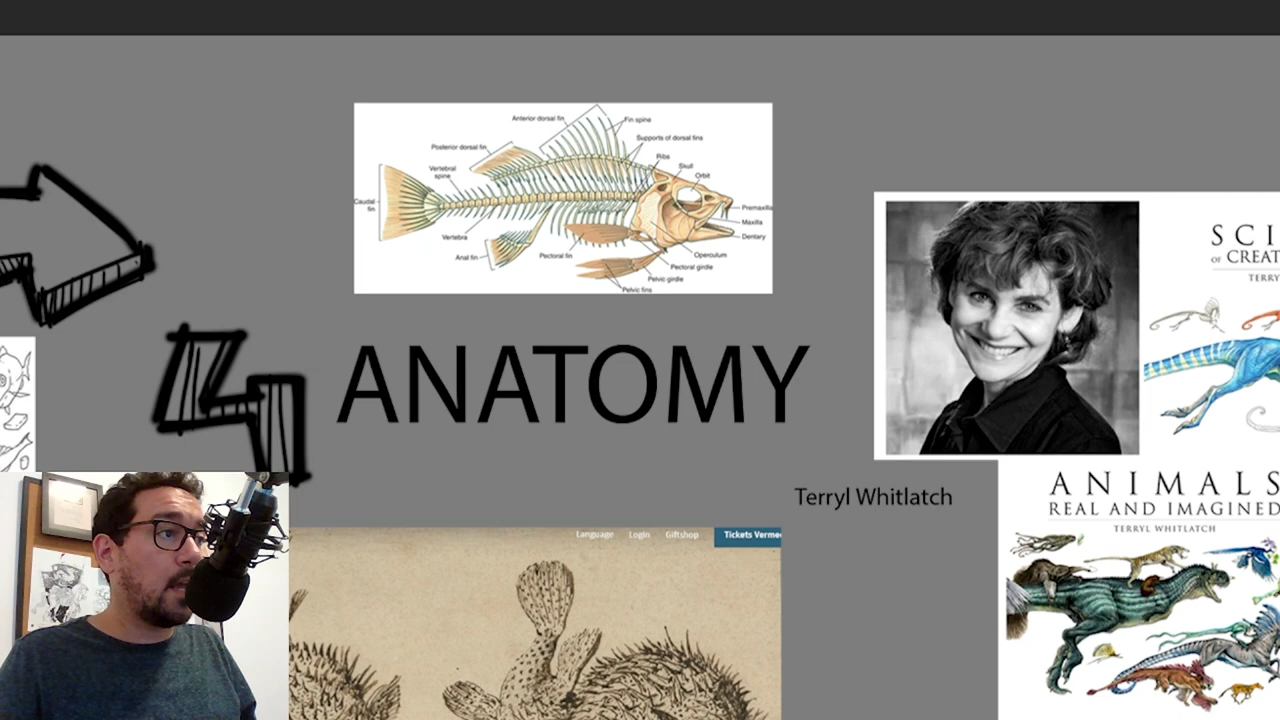 Anterior dorsal fin
Fin spine
Supports of dorsal fins
Posterior dorsal fin
Ribs
Skull
Orbit
Vertebral
spine
Caudal
fin
Premaxilla
Maxilla
Dentary
Vertebra
Anal fin
Pectoral fin
Operculum
Pectoral girdle
Pelvic girdle
Pelvic fins
SCI
OF CREAT
TERRY
ANATOMY
Terryl Whitlatch
ANIMALS
REAL AND IMAGINED
TERRYL WHITLATCH
Language Login Giftshop Tickets Verme